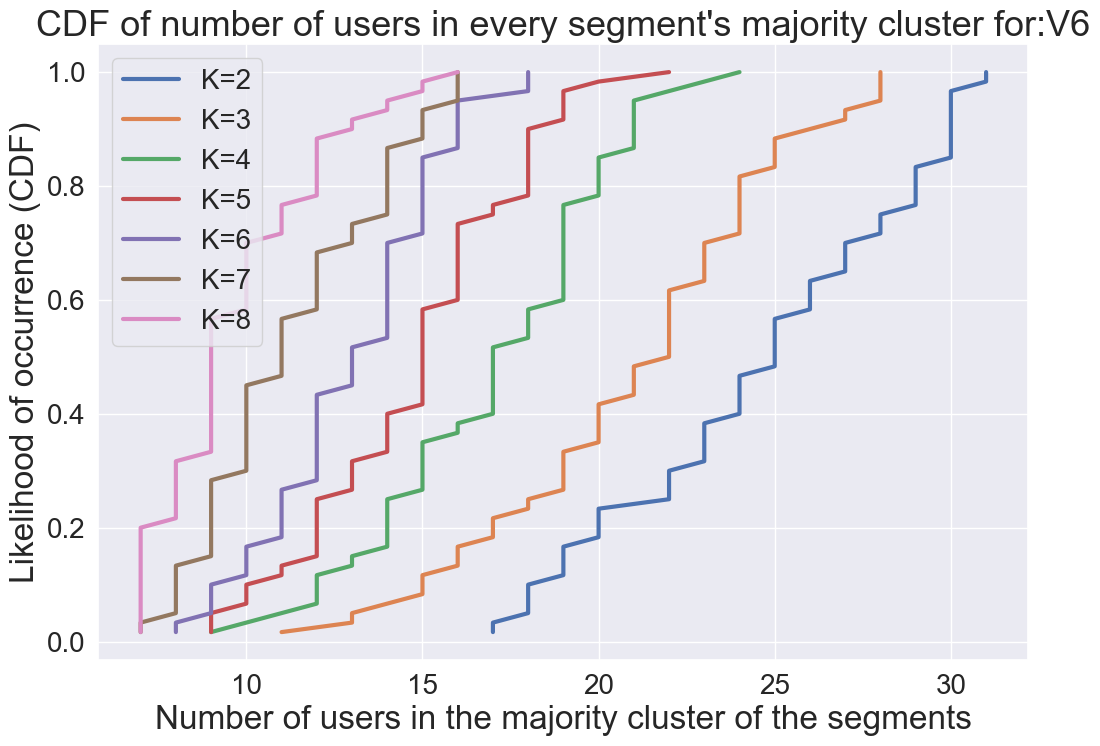 CDF of number of users in every segment's majority cluster for:V6
Likelihood of occurrence (CDF)
1.0
0.8
0.6
0.4
0.2
0.0
K=2
K=3
K=4
K=5
K=6
K=7
K=8
10 15 20 25 30
Number of users in the majority cluster of the segments